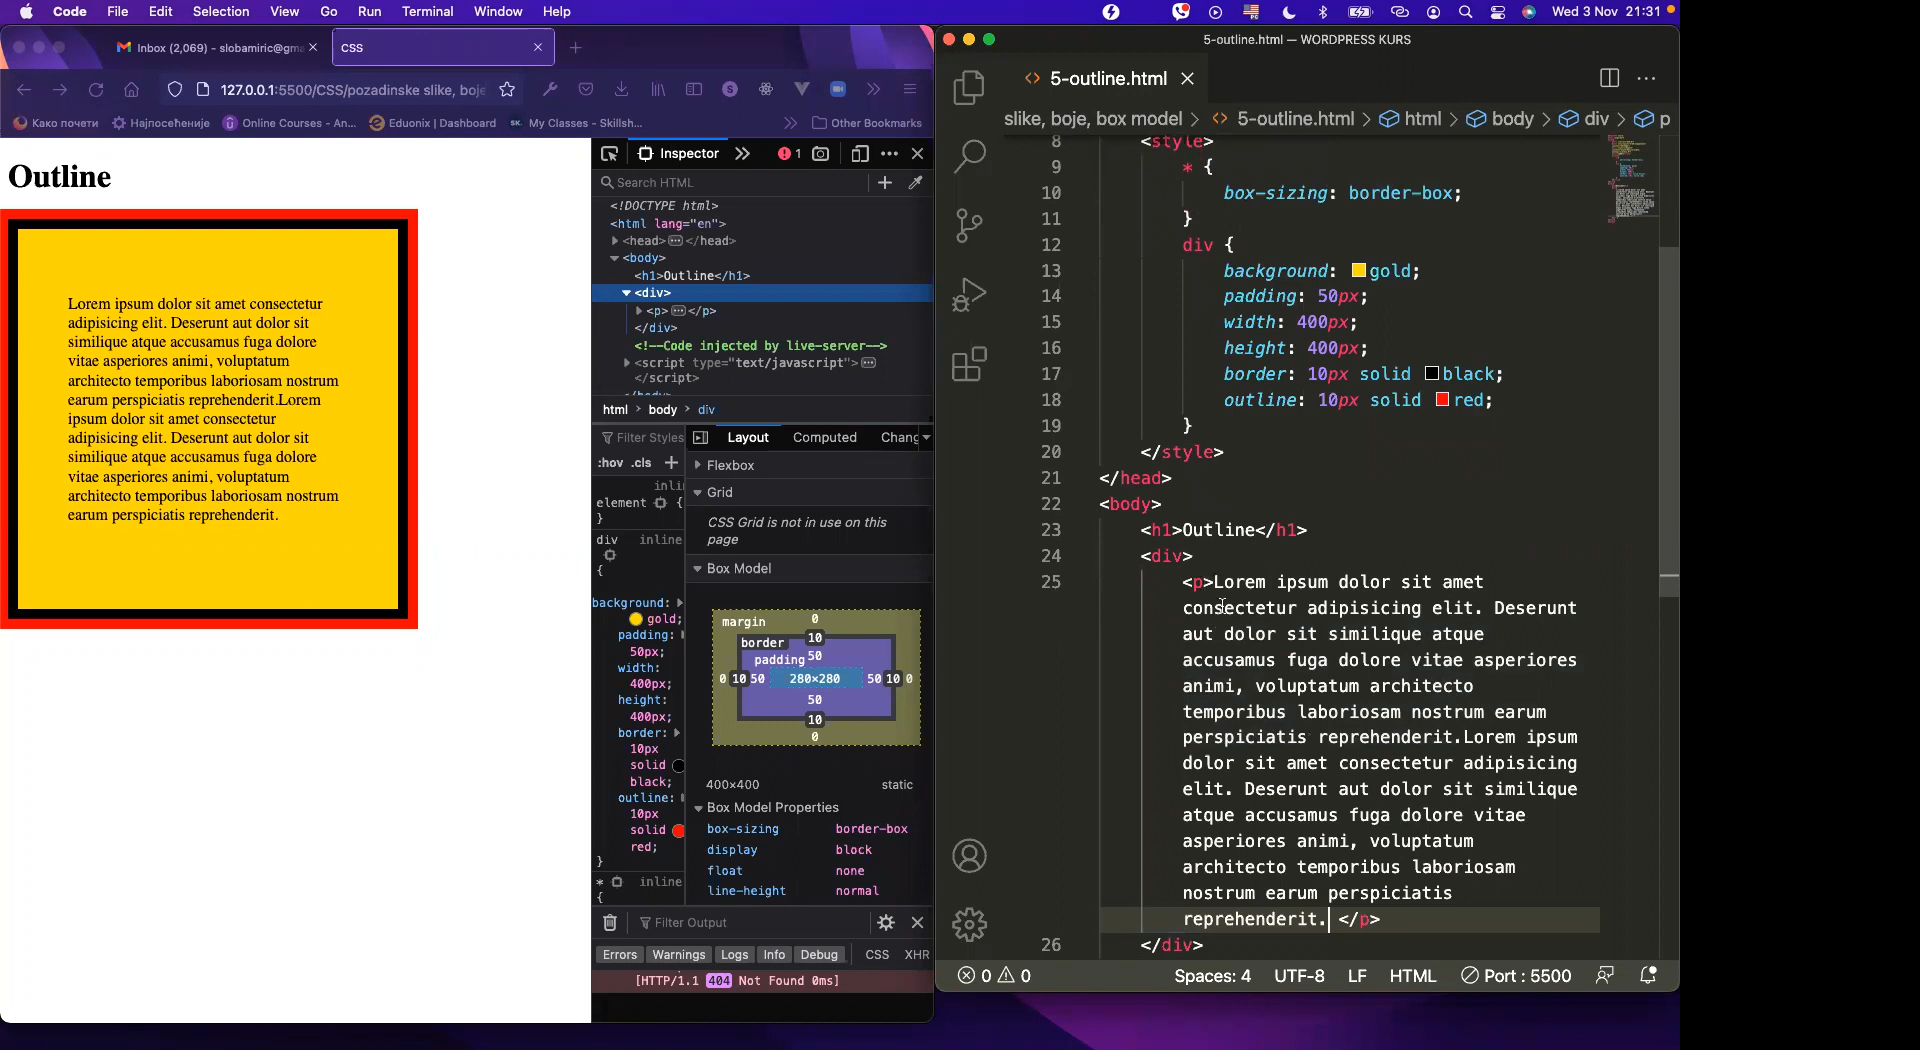 Code File Edit Selection View Go Run Terminal Window Help
Wed 3 Nov 21:31
Inbox (2,069) - slobamiric@gma
CSS
127.0.0.1:5500/CSS/pozadinske slike, boje
Како почети
Најпосећеније
Online Courses - An...
Eduonix | Dashboard
My Classes - Skillsh...
Other Bookmarks
Outline
Lorem ipsum dolor sit amet consectetur
adipisicing elit. Deserunt aut dolor sit
similique atque accusamus fuga dolore
vitae asperiores animi, voluptatum
architecto temporibus laboriosam nostrum
earum perspiciatis reprehenderit.Lorem
ipsum dolor sit amet consectetur
adipisicing elit. Deserunt aut dolor sit
similique atque accusamus fuga dolore
vitae asperiores animi, voluptatum
architecto temporibus laboriosam nostrum
earum perspiciatis reprehenderit.
Inspector
1
Search HTML
<!DOCTYPE html>
<html lang="en">
<head></head>
<body>
<h1>Outline</h1>
<div>
<p></p>
</div>
<!--Code injected by live-server-->
<script type="text/javascript">
</script>
html > body > div
Filter Styles
:hov .cls +
inlin
element {
}
div inline
{
background:
gold;
padding:
50px;
width:
400px;
height:
400px;
border:
10px
solid
black;
outline:
10px
solid
red;
}
* inline
{
Layout Computed Chang
Flexbox
Grid
CSS Grid is not in use on this
page
Box Model
margin 0
border 10
padding 50
0 10 50 280×280 50 10 0
50
10
0
400×400 static
Box Model Properties
box-sizing border-box
display block
float none
line-height normal
Filter Output
Errors Warnings Logs Info Debug CSS XHR
[HTTP/1.1 404 Not Found 0ms]
5-outline.html — WORDPRESS KURS
5-outline.html
slike, boje, box model > 5-outline.html > html > body > div > p
8 <style>
9 * {
10 box-sizing: border-box;
11 }
12 div {
13 background: gold;
14 padding: 50px;
15 width: 400px;
16 height: 400px;
17 border: 10px solid black;
18 outline: 10px solid red;
19 }
20 </style>
21 </head>
22 <body>
23 <h1>Outline</h1>
24 <div>
25 <p>Lorem ipsum dolor sit amet
consectetur adipisicing elit. Deserunt
aut dolor sit similique atque
accusamus fuga dolore vitae asperiores
animi, voluptatum architecto
temporibus laboriosam nostrum earum
perspiciatis reprehenderit.Lorem ipsum
dolor sit amet consectetur adipisicing
elit. Deserunt aut dolor sit similique
atque accusamus fuga dolore vitae
asperiores animi, voluptatum
architecto temporibus laboriosam
nostrum earum perspiciatis
reprehenderit. </p>
26 </div>
0 0
Spaces: 4 UTF-8 LF HTML Port : 5500